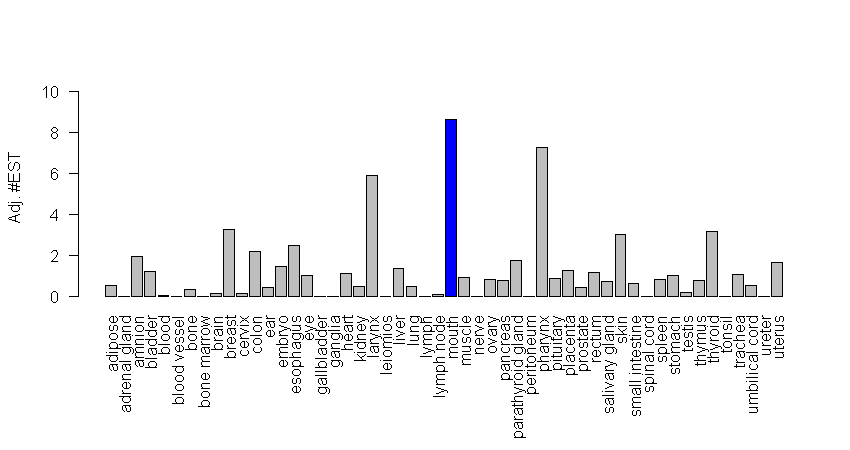 Adj. #EST
10
8
6
4
2
0
adipose
adrenal gland
amnion
bladder
blood
blood vessel
bone
bone marrow
brain
breast
cervix
colon
ear
embryo
esophagus
eye
gallbladder
ganglia
heart
kidney
larynx
leiomios
liver
lung
lymph
lymph node
mouth
muscle
nerve
ovary
pancreas
parathyroid gland
peritoneum
pharynx
pituitary
placenta
prostate
rectum
salivary gland
skin
small intestine
spinal cord
spleen
stomach
testis
thymus
thyroid
tonsil
trachea
umbilical cord
ureter
uterus